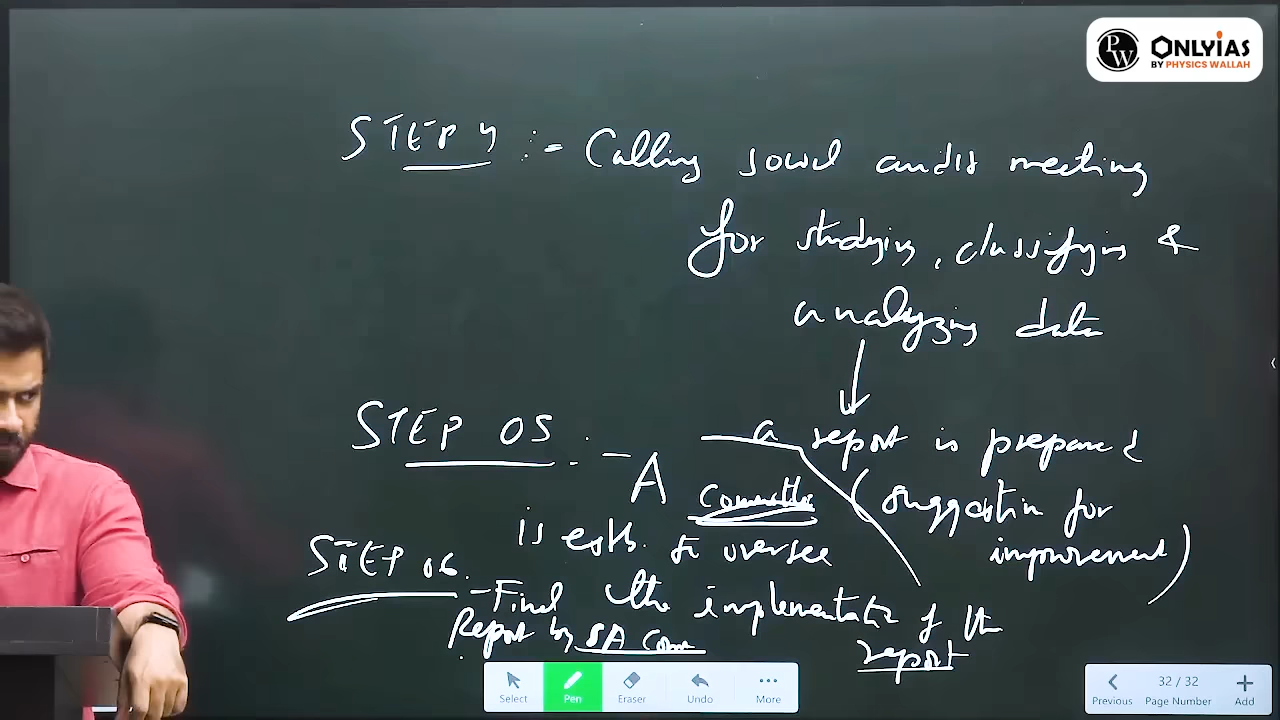 PW ONLYIAS
BY PHYSICS WALLAH
STEP 4 :- Calling social audit meeting
for studying, classifying &
analyzing data
a report is prepared
(suggestion for
improvement)
STEP 05 :- A Committee
is estb. to oversee
the implementation of the
report
STEP 06 :- Final
Report by SA Comm
Select
Pen
Eraser
Undo
More
Previous
32 / 32
Page Number
Add